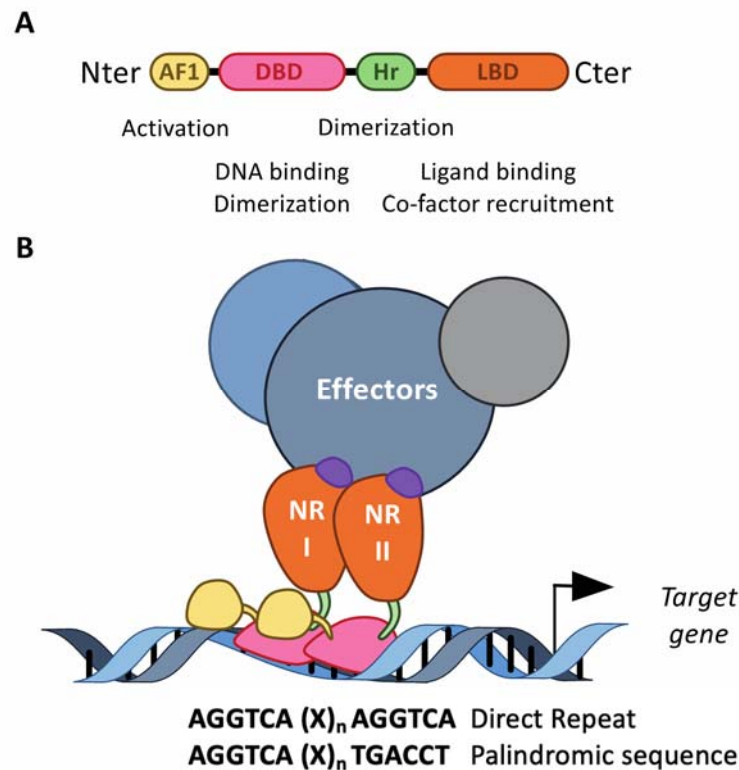 A
Nter AF1 DBD Hr LBD Cter
Activation Dimerization
DNA binding Ligand binding
Dimerization Co-factor recruitment
B
Effectors
NR NR
I II
Target
gene
AGGTCA (X)n AGGTCA Direct Repeat
AGGTCA (X)n TGACCT Palindromic sequence